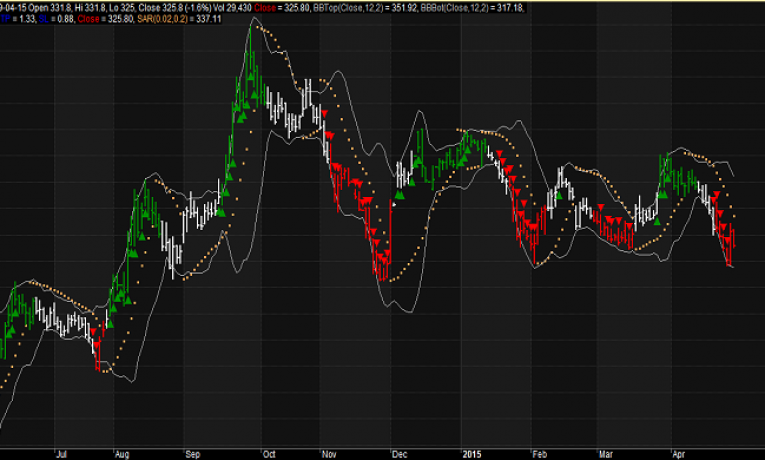 9-04-15 Open 331.8, Hi 331.8, Lo 325, Close 325.8 (-1.6%) Vol 29,430 Close = 325.80, BBTop(Close,12,2) = 351.92, BBBot(Close,12,2) = 317.18,
= 1.33, = 0.88, Close = 325.80, SAR(0.02,0.2) = 337.11
Jul Aug Sep Oct Nov Dec 2015 Feb Mar Apr